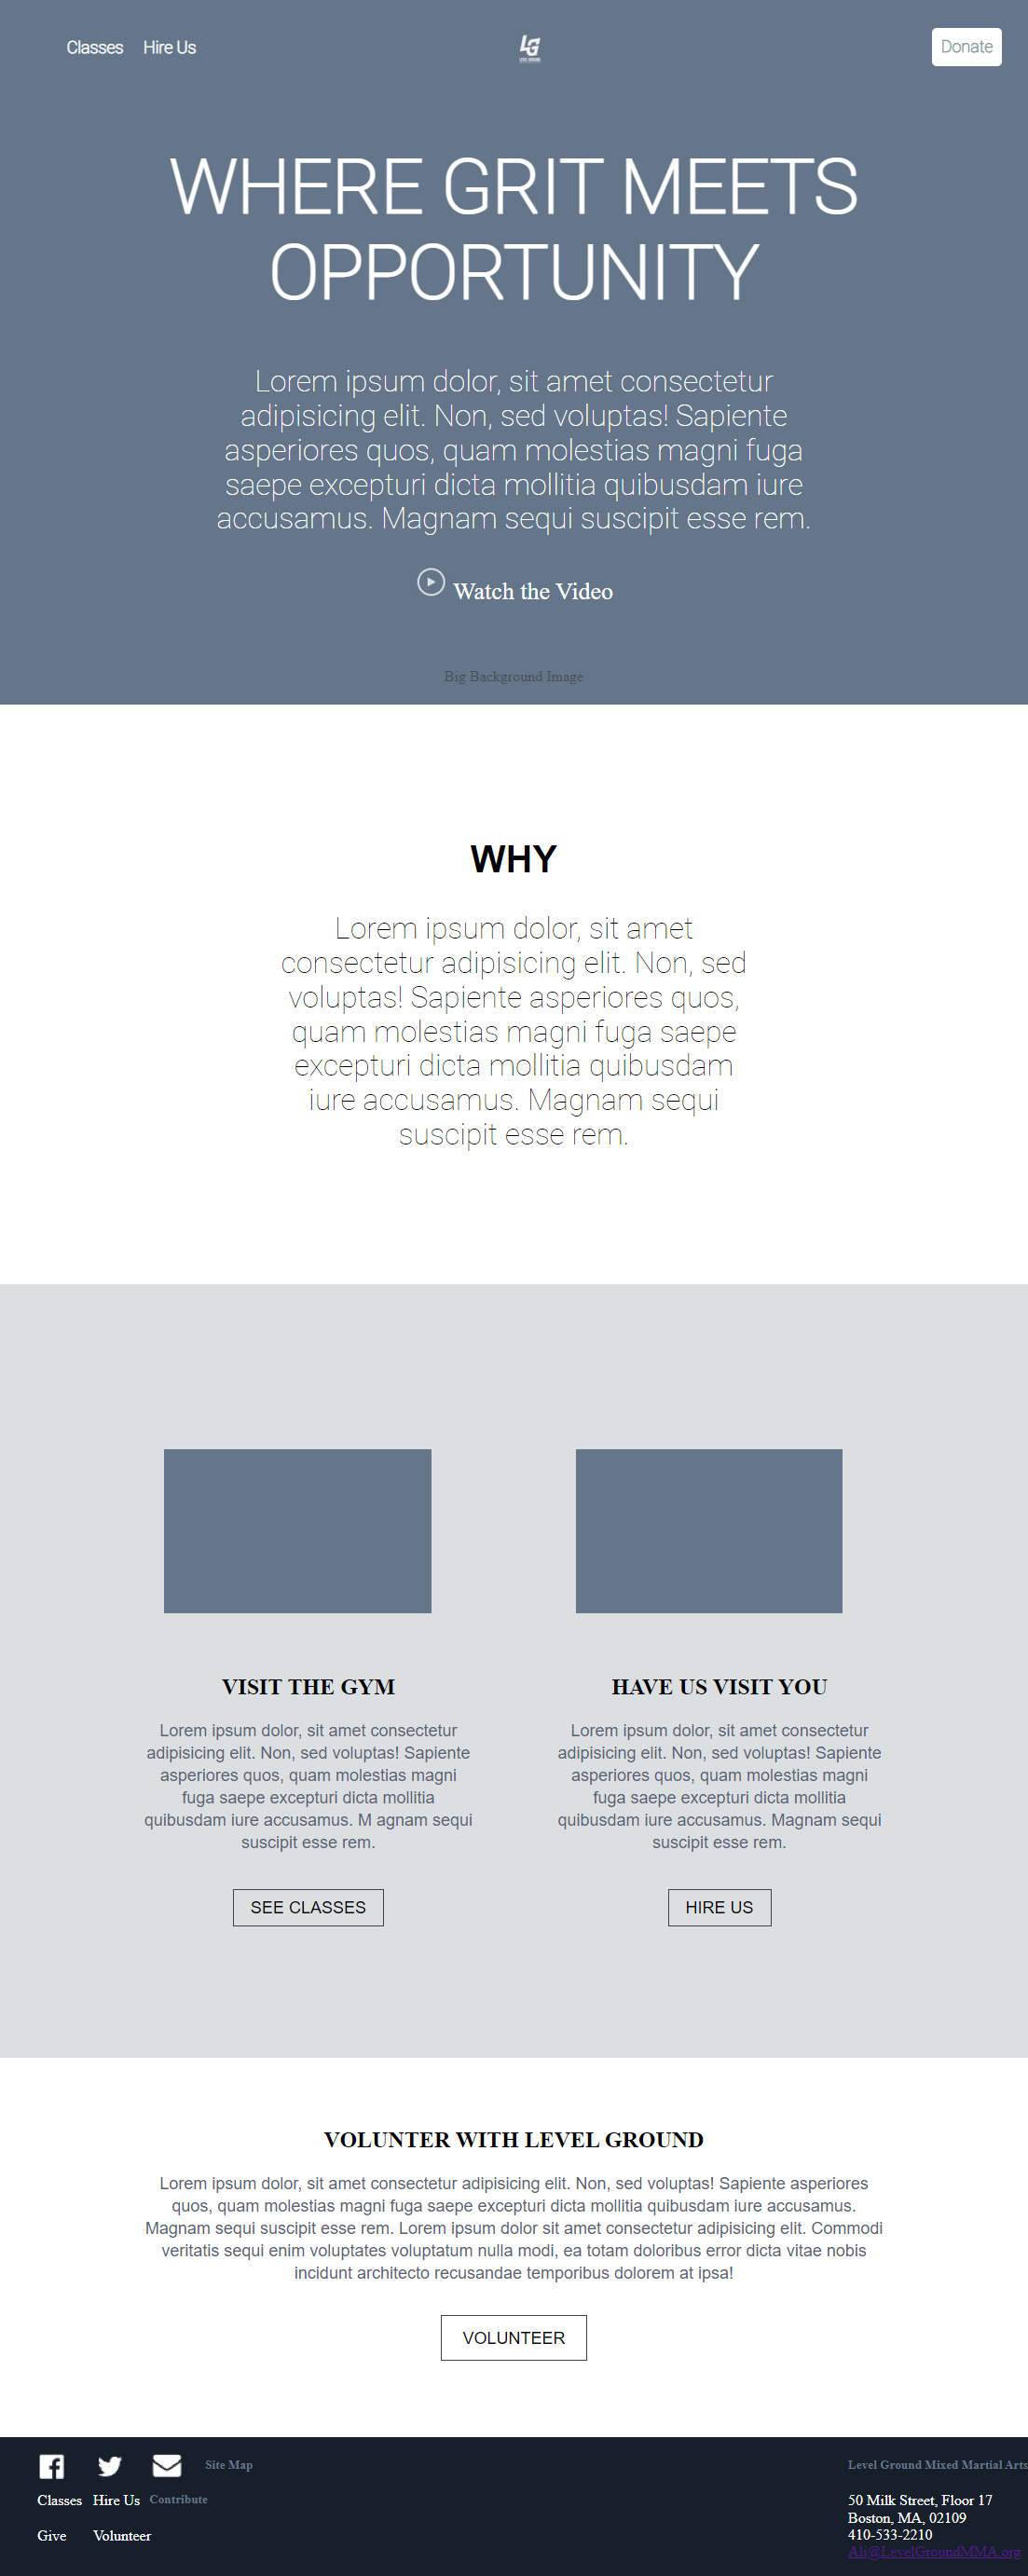 Classes Hire Us
LG
LEVEL GROUND
Donate
WHERE GRIT MEETS
OPPORTUNITY
Lorem ipsum dolor, sit amet consectetur
adipisicing elit. Non, sed voluptas! Sapiente
asperiores quos, quam molestias magni fuga
saepe excepturi dicta mollitia quibusdam iure
accusamus. Magnam sequi suscipit esse rem.
Watch the Video
Big Background Image
WHY
Lorem ipsum dolor, sit amet
consectetur adipisicing elit. Non, sed
voluptas! Sapiente asperiores quos,
quam molestias magni fuga saepe
excepturi dicta mollitia quibusdam
iure accusamus. Magnam sequi
suscipit esse rem.
VISIT THE GYM
Lorem ipsum dolor, sit amet consectetur
adipisicing elit. Non, sed voluptas! Sapiente
asperiores quos, quam molestias magni
fuga saepe excepturi dicta mollitia
quibusdam iure accusamus. M agnam sequi
suscipit esse rem.
SEE CLASSES
HAVE US VISIT YOU
Lorem ipsum dolor, sit amet consectetur
adipisicing elit. Non, sed voluptas! Sapiente
asperiores quos, quam molestias magni
fuga saepe excepturi dicta mollitia
quibusdam iure accusamus. Magnam sequi
suscipit esse rem.
HIRE US
VOLUNTER WITH LEVEL GROUND
Lorem ipsum dolor, sit amet consectetur adipisicing elit. Non, sed voluptas! Sapiente asperiores
quos, quam molestias magni fuga saepe excepturi dicta mollitia quibusdam iure accusamus.
Magnam sequi suscipit esse rem. Lorem ipsum dolor sit amet consectetur adipisicing elit. Commodi
veritatis sequi enim voluptates voluptatum nulla modi, ea totam doloribus error dicta vitae nobis
incidunt architecto recusandae temporibus dolorem at ipsa!
VOLUNTEER
Site Map
Classes Hire Us Contribute
Give Volunteer
Level Ground Mixed Martial Arts
50 Milk Street, Floor 17
Boston, MA, 02109
410-533-2210
Ali@LevelGroundMMA.org